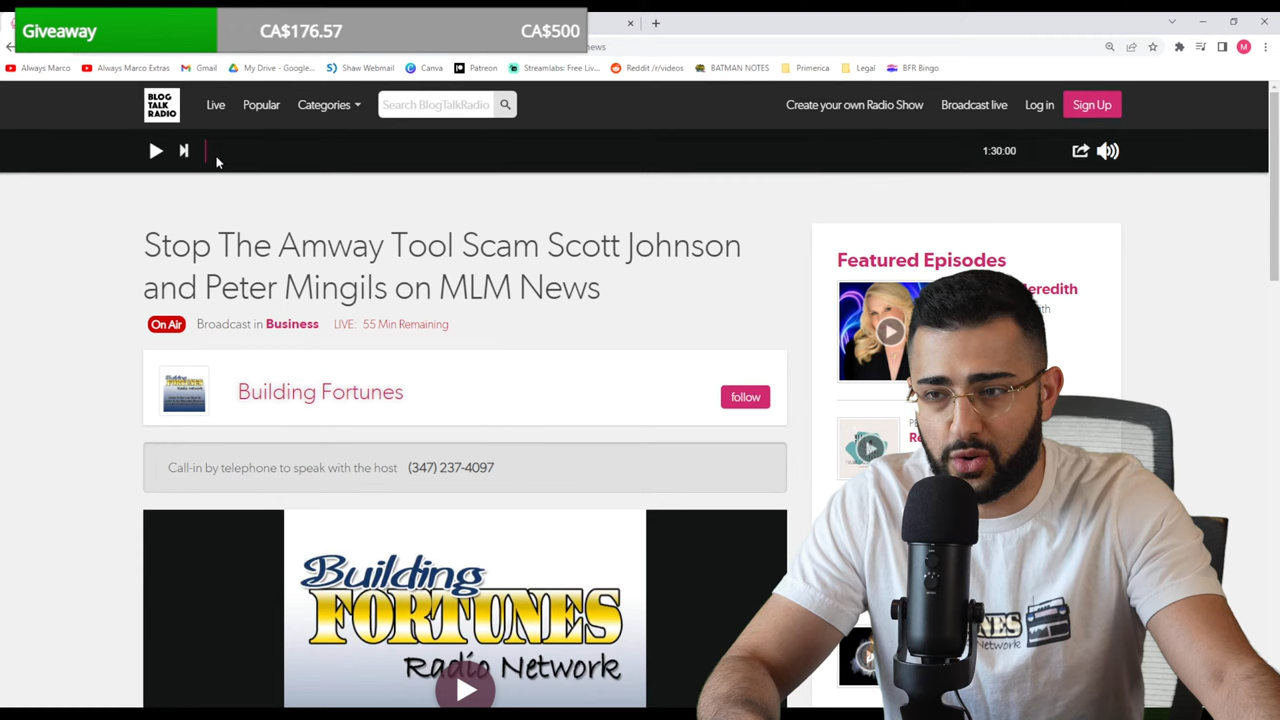 Giveaway CA$176.57 CA$500
news
Always Marco Always Marco Extras Gmail My Drive - Google... Shaw Webmail Canva Patreon Streamlabs: Free Liv... Reddit /r/videos BATMAN NOTES Primerica Legal BFR Bingo
M
BLOG TALK RADIO
Live Popular Categories Search BlogTalkRadio Create your own Radio Show Broadcast live Log in Sign Up
1:30:00
Stop The Amway Tool Scam Scott Johnson
and Peter Mingils on MLM News
On Air Broadcast in Business LIVE: 55 Min Remaining
Building Fortunes
follow
Call-in by telephone to speak with the host (347) 237-4097
Building
FORTUNES
Radio Network
Featured Episodes